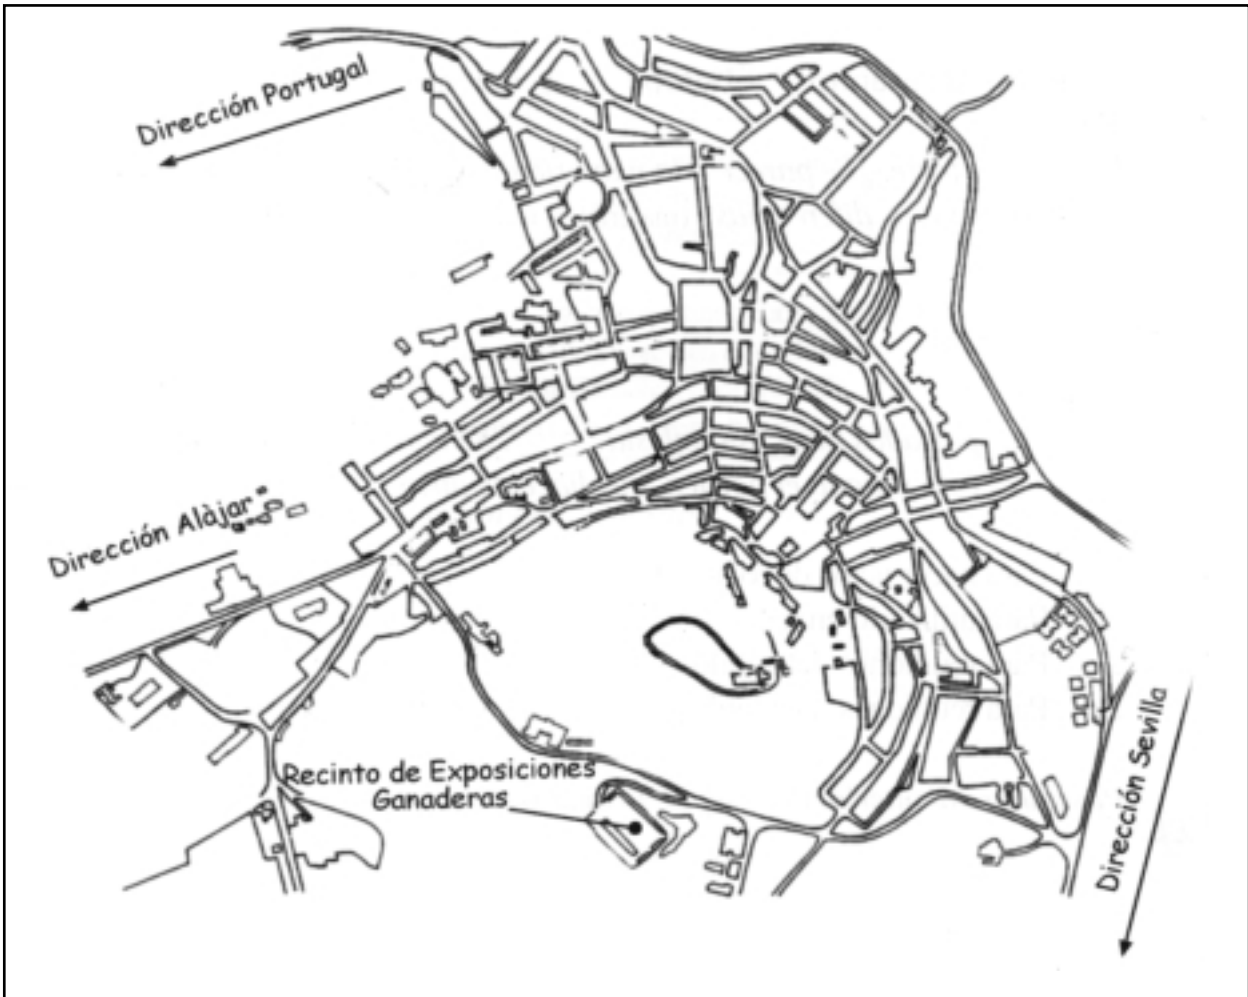 Dirección Portugal
Dirección Alàjar
Recinto de Exposiciones
Ganaderas
Dirección Sevilla